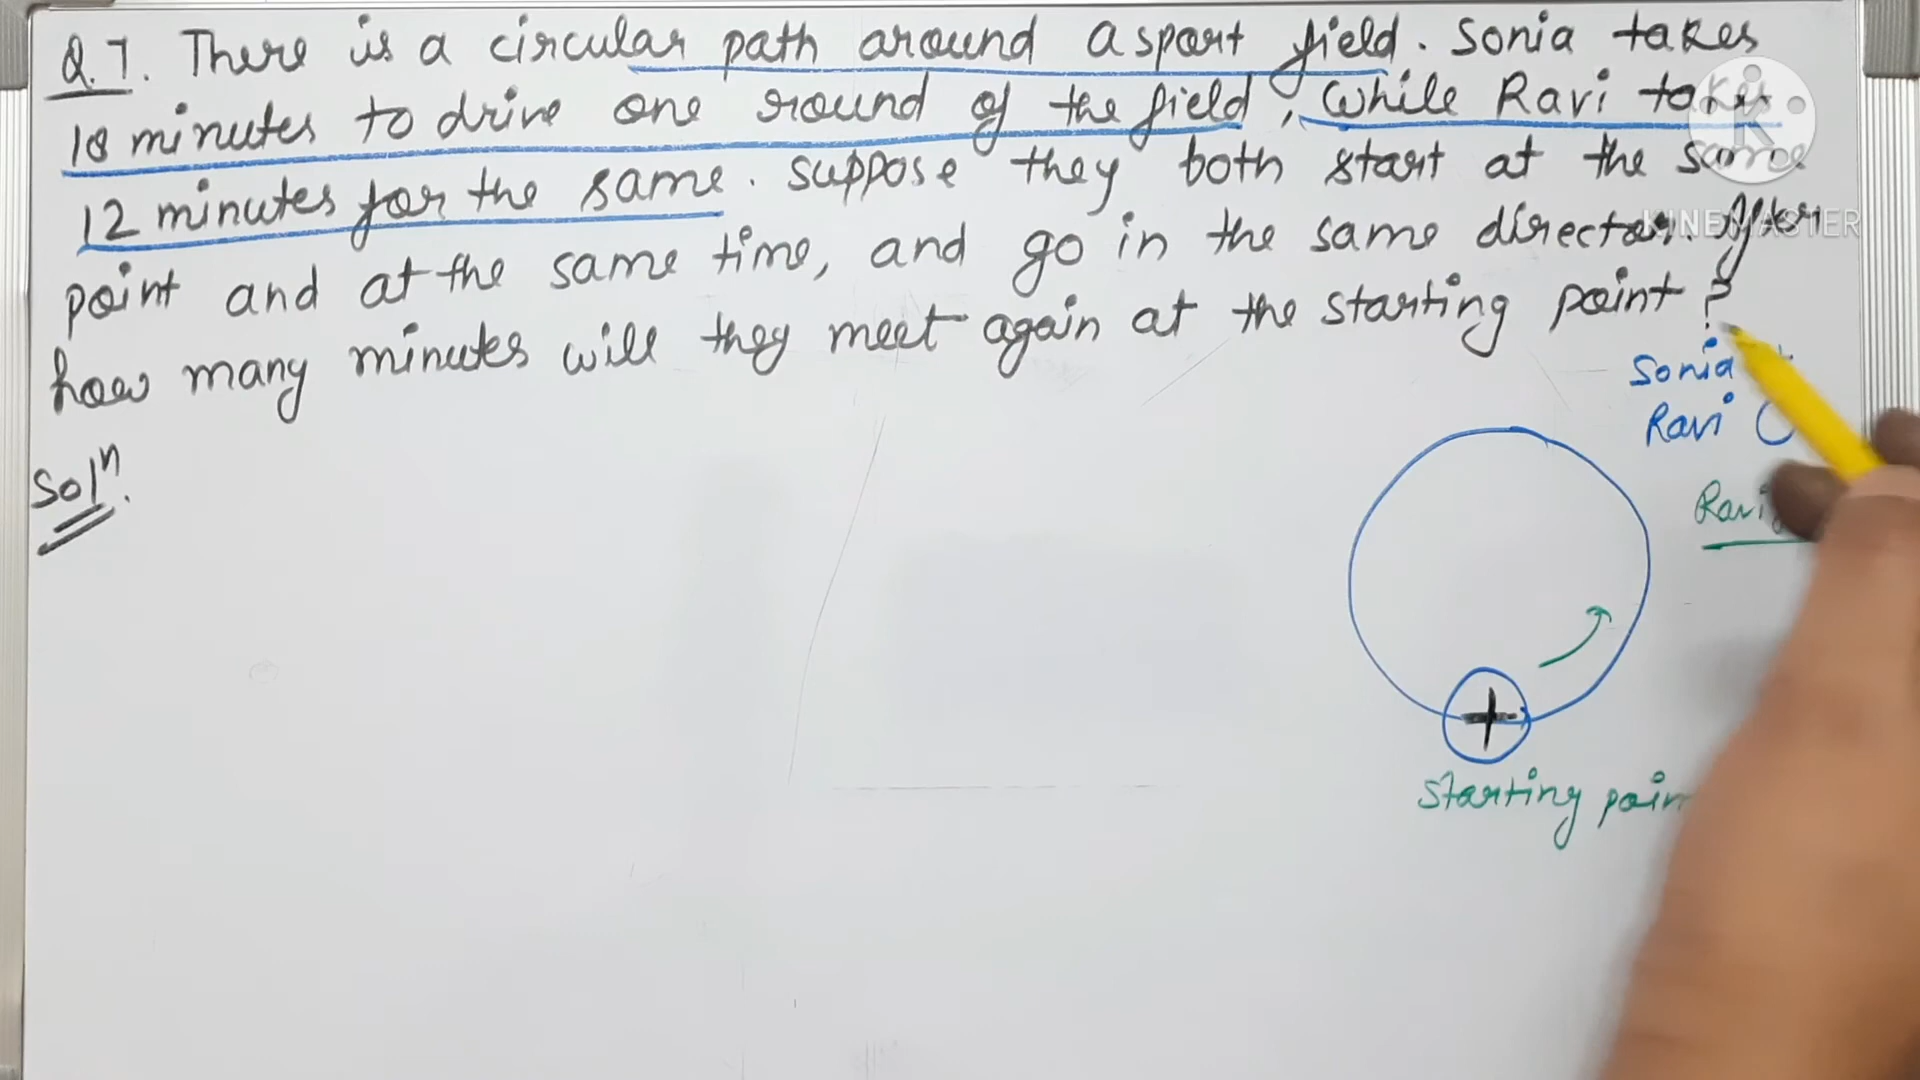 Q.7. There is a circular path around a sport field. Sonia takes
18 minutes to drive one round of the field, while Ravi takes
12 minutes for the same. suppose they both start at the same
point and at the same time, and go in the same direction. After
how many minutes will they meet again at the starting point?
Sonia
Ravi
Ravi
Solⁿ.
starting poin
K
KINEMASTER